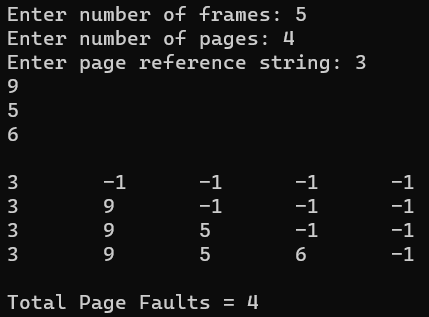 Enter number of frames: 5
Enter number of pages: 4
Enter page reference string: 3
9
5
6
3 -1 -1 -1 -1
3 9 -1 -1 -1
3 9 5 -1 -1
3 9 5 6 -1
Total Page Faults = 4